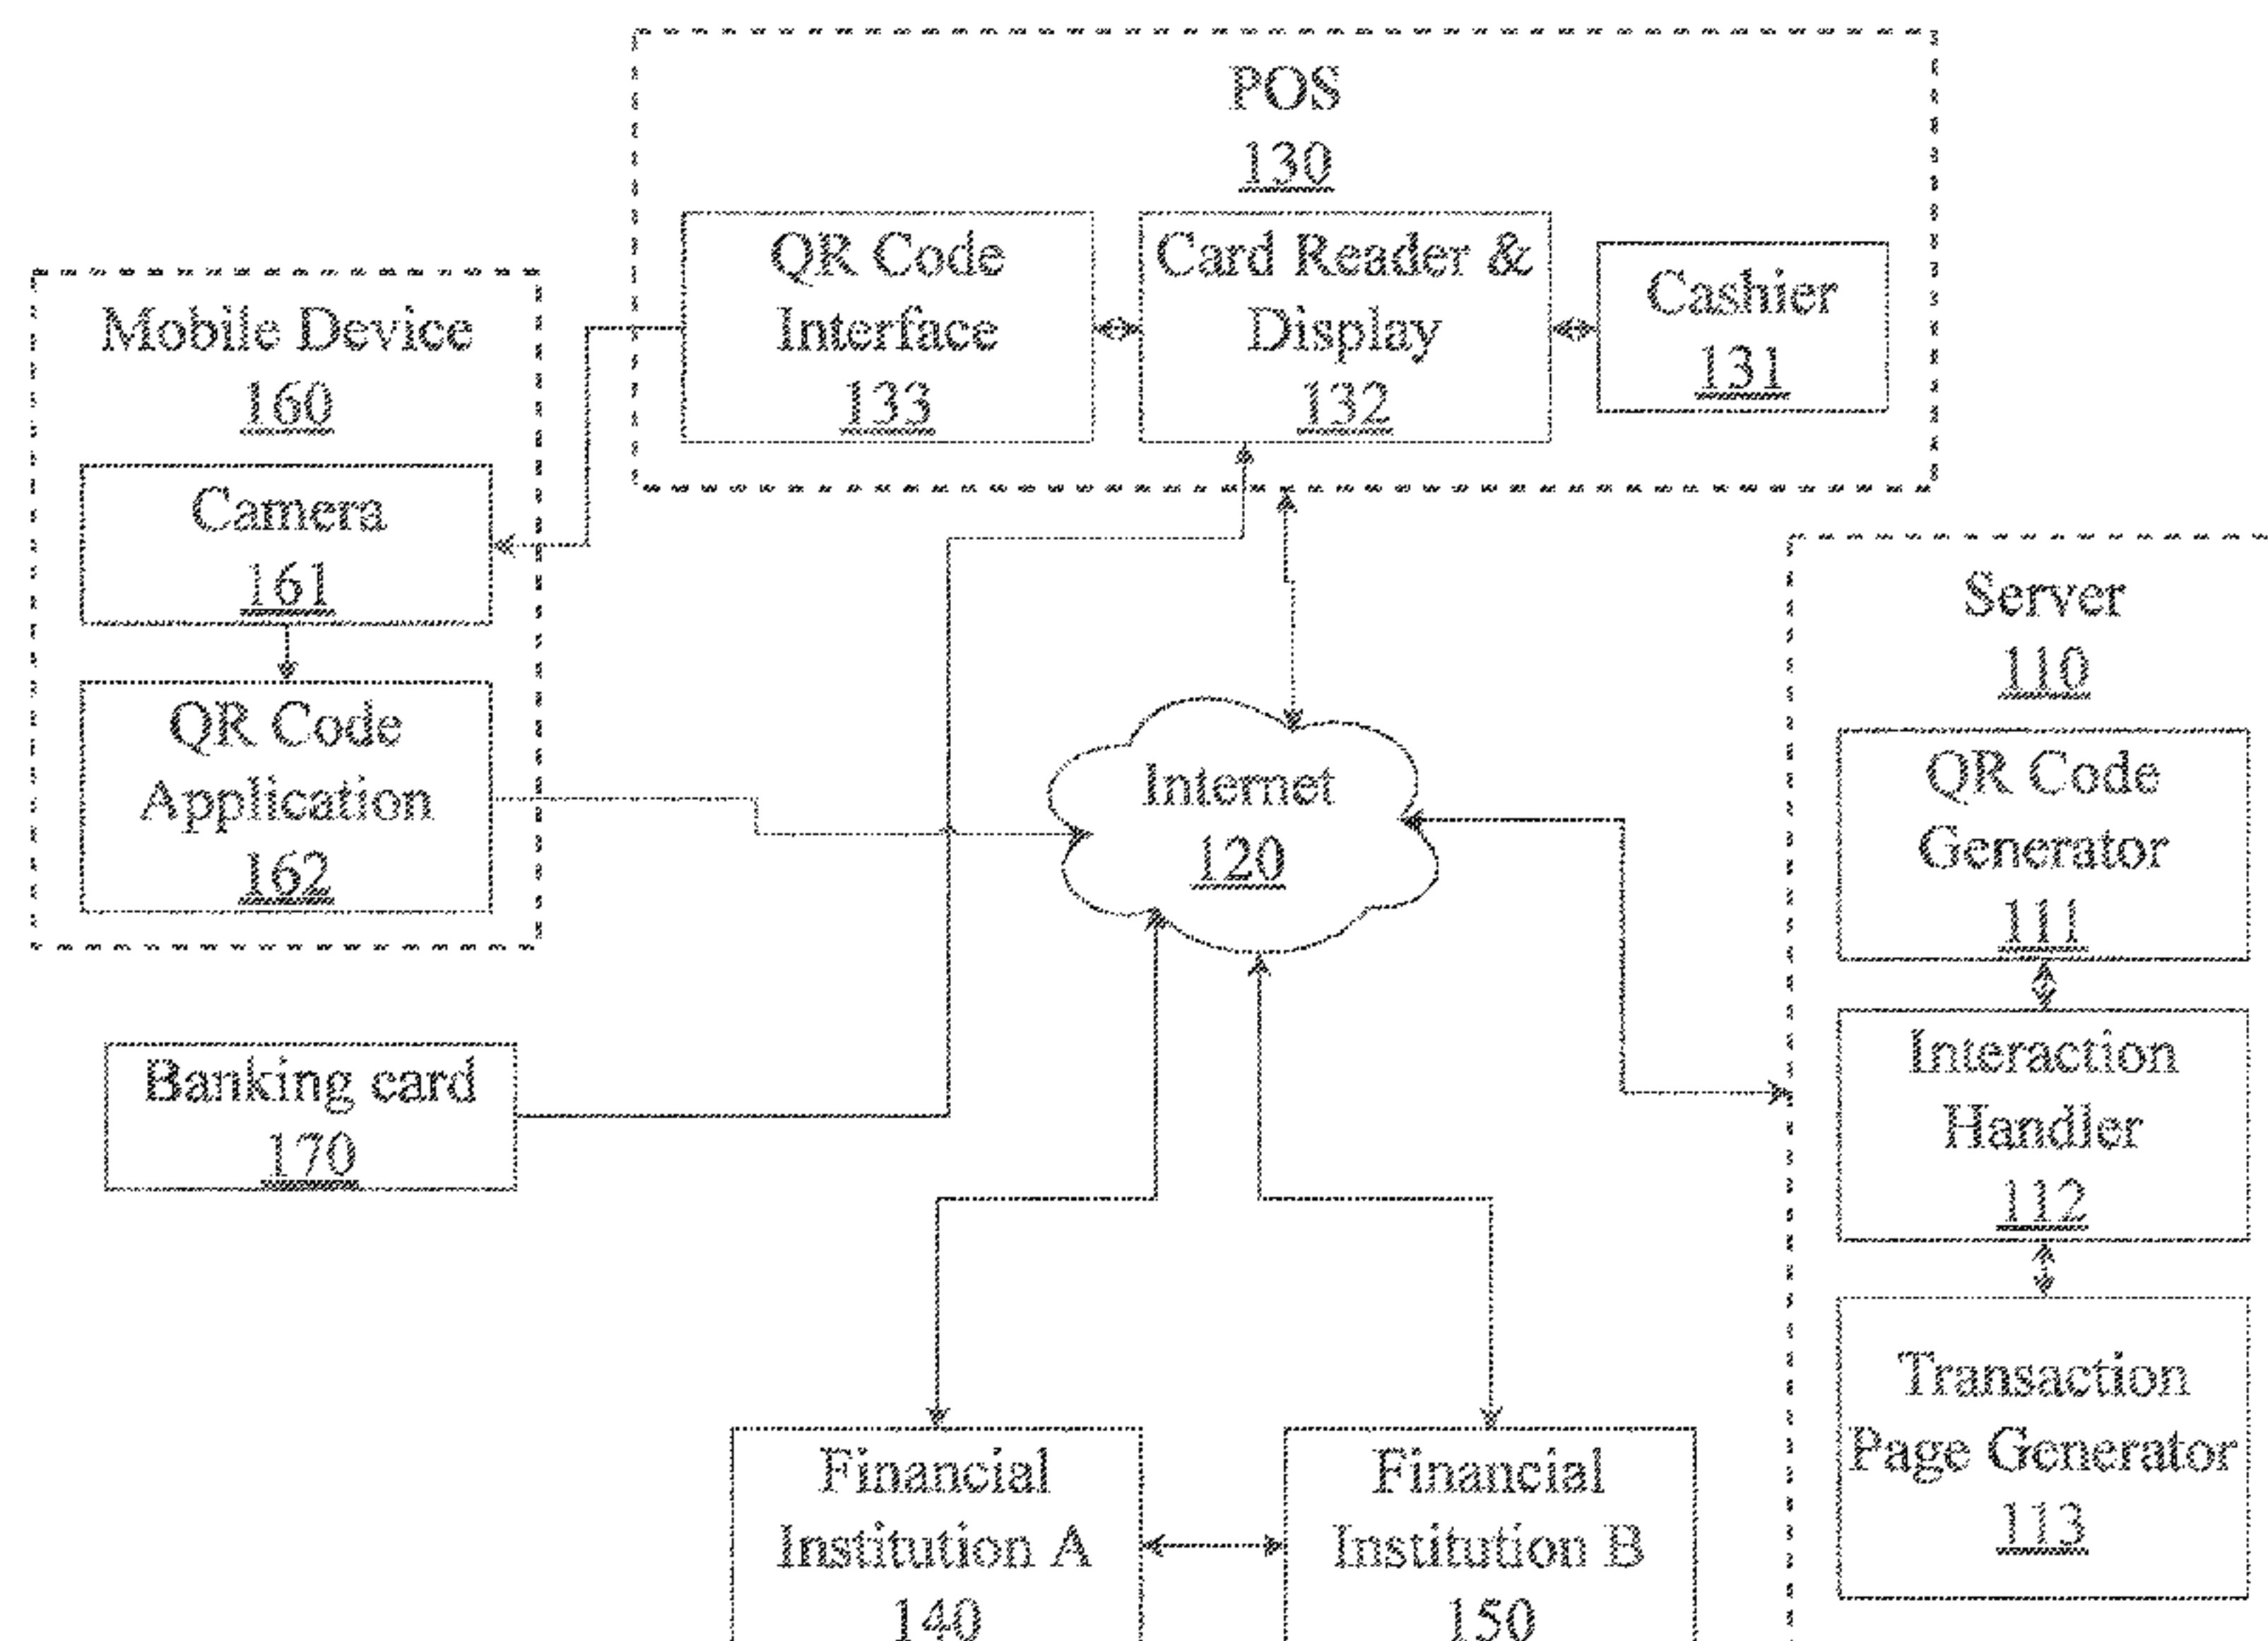 POS
130
QR Code
Interface
133
Card Reader &
Display
132
Cashier
131
Mobile Device
160
Camera
161
QR Code
Application
162
Banking card
170
Internet
120
Server
110
QR Code
Generator
111
Interaction
Handler
112
Transaction
Page Generator
113
Financial
Institution A
140
Financial
Institution B
150